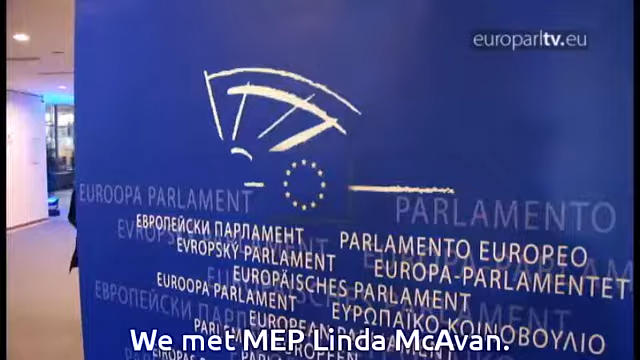 europarltv.eu
EUROOPA PARLAMENT
PARLAMENTO
ЕВРОПЕЙСКИ ПАРЛАМЕНТ
PARLAMENTO EUROPEO
EVROPSKÝ PARLAMENT
EUROPA-PARLAMENTET
EUROPÄISCHES PARLAMENT
EUROOPA PARLAMENT
ΕΥΡΩΠΑΪΚΟ ΚΟΙΝΟΒΟΥΛΙΟ
ЕВРОПЕЙСКИ
We met MEP Linda McAvan.